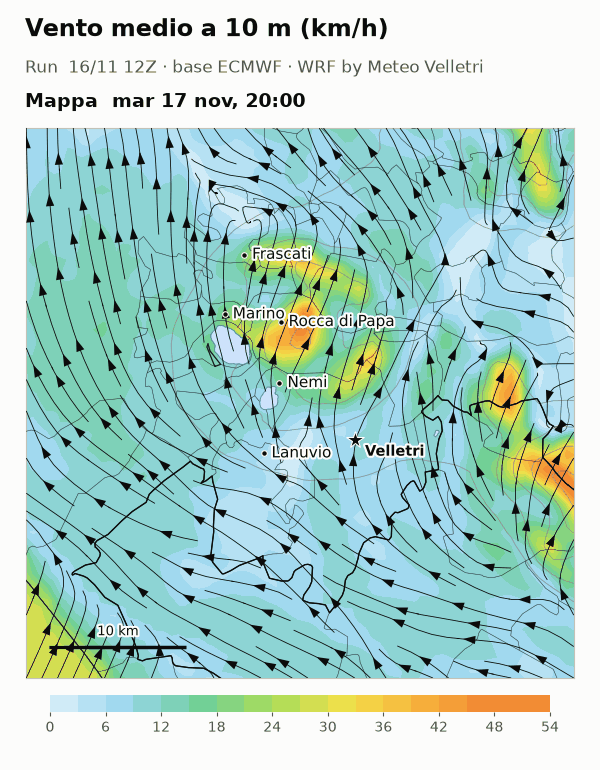 Vento medio a 10 m (km/h)
Run  16/11 12Z · base ECMWF · WRF by Meteo Velletri
Mappa  mar 17 nov, 20:00
Frascati
Marino
Rocca di Papa
Nemi
Velletri
Lanuvio
10 km
0 6 12 18 24 30 36 42 48 54